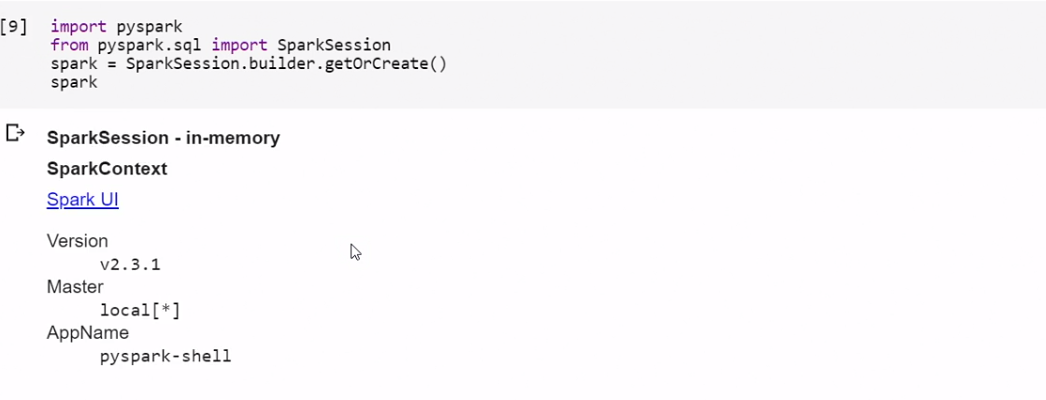 [9] import pyspark
from pyspark.sql import SparkSession
spark = SparkSession.builder.getOrCreate()
spark
SparkSession - in-memory
SparkContext
Spark UI
Version
v2.3.1
Master
local[*]
AppName
pyspark-shell